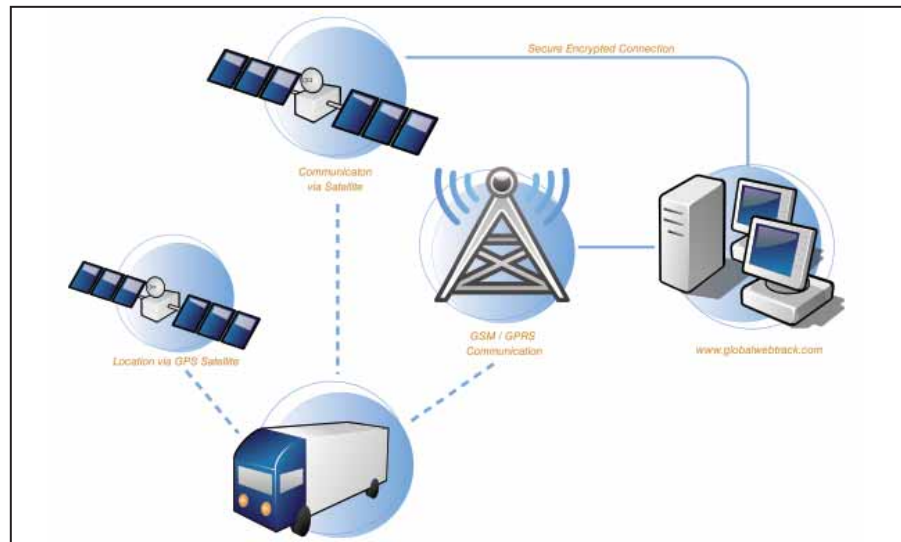 Secure Encrypted Connection
Communicaton
via Satellite
Location via GPS Satellite
GSM / GPRS
Communication
www.globalwebtrack.com